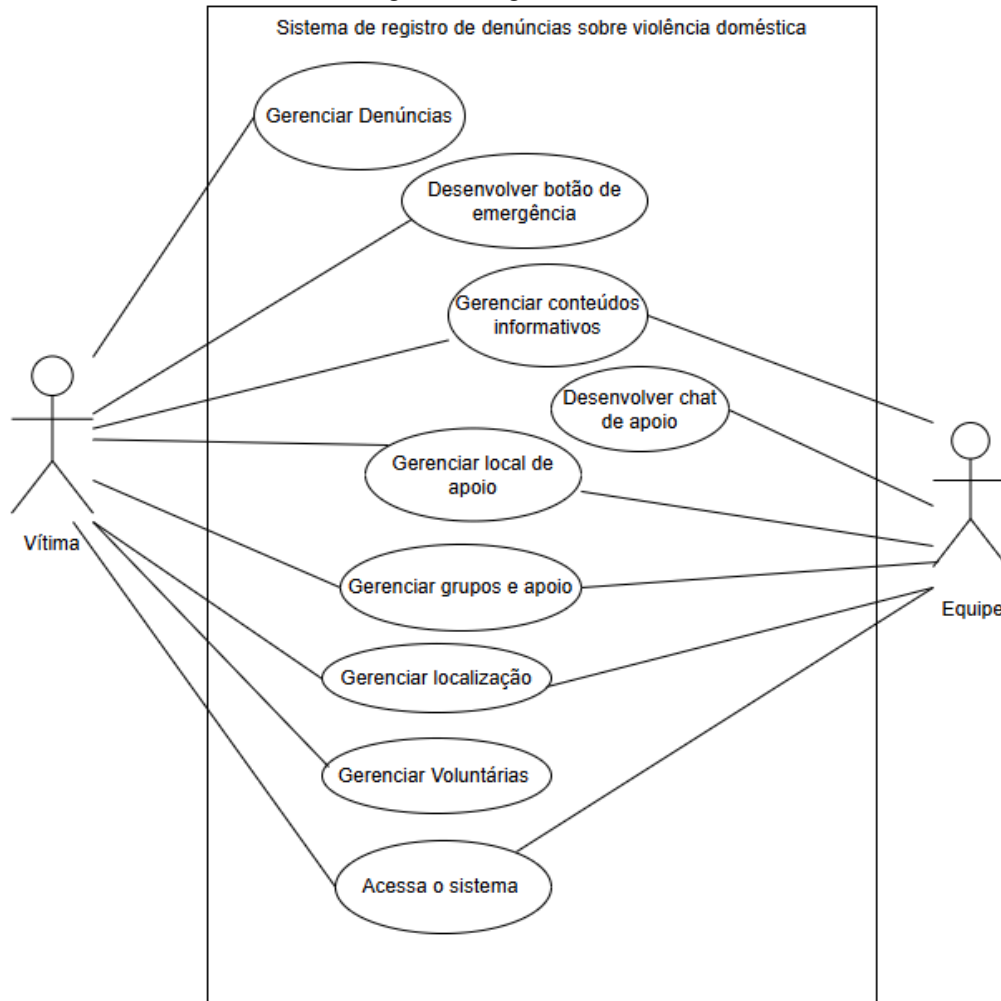 Sistema de registro de denúncias sobre violência doméstica
Gerenciar Denúncias
Desenvolver botão de
emergência
Gerenciar conteúdos
informativos
Desenvolver chat
de apoio
Gerenciar local de
apoio
Vítima
Gerenciar grupos e apoio
Equipe
Gerenciar localização
Gerenciar Voluntárias
Acessa o sistema